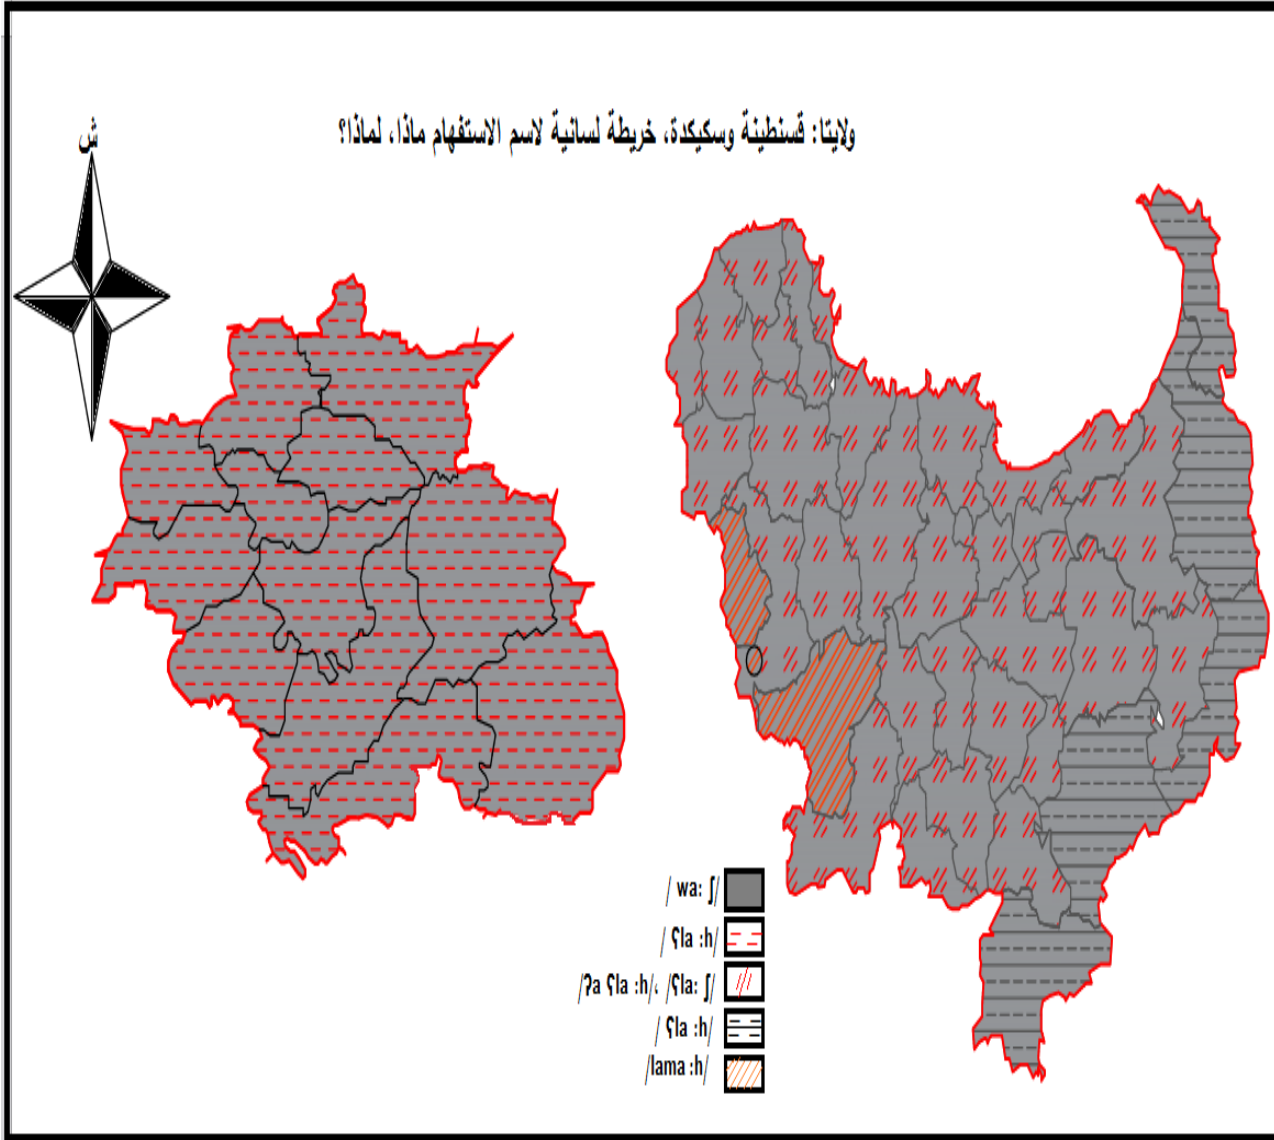 ولايتا: قسنطينة وسكيكدة، خريطة لسانية لاسم الاستفهام ماذا، لماذا؟
ش
/ wa: ʃ/
/ ʕla :h/
/ʔa ʕla :h/، /ʕla: ʃ/
/ ʕla :h/
/lama :h/